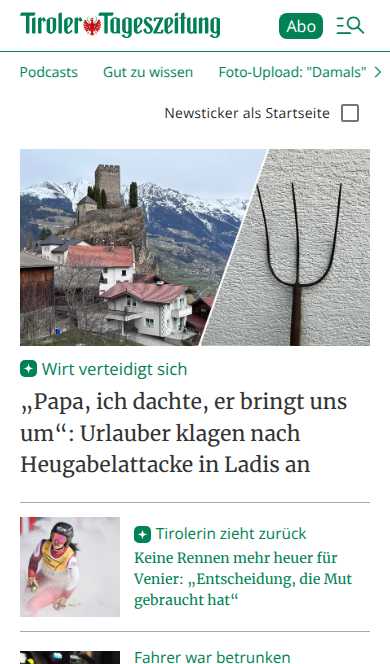 Tiroler Tageszeitung
Abo
Podcasts Gut zu wissen Foto-Upload: "Damals"
Newsticker als Startseite
Wirt verteidigt sich
„Papa, ich dachte, er bringt uns
um“: Urlauber klagen nach
Heugabelattacke in Ladis an
Tirolerin zieht zurück
Keine Rennen mehr heuer für
Venier: „Entscheidung, die Mut
gebraucht hat“
Fahrer war betrunken